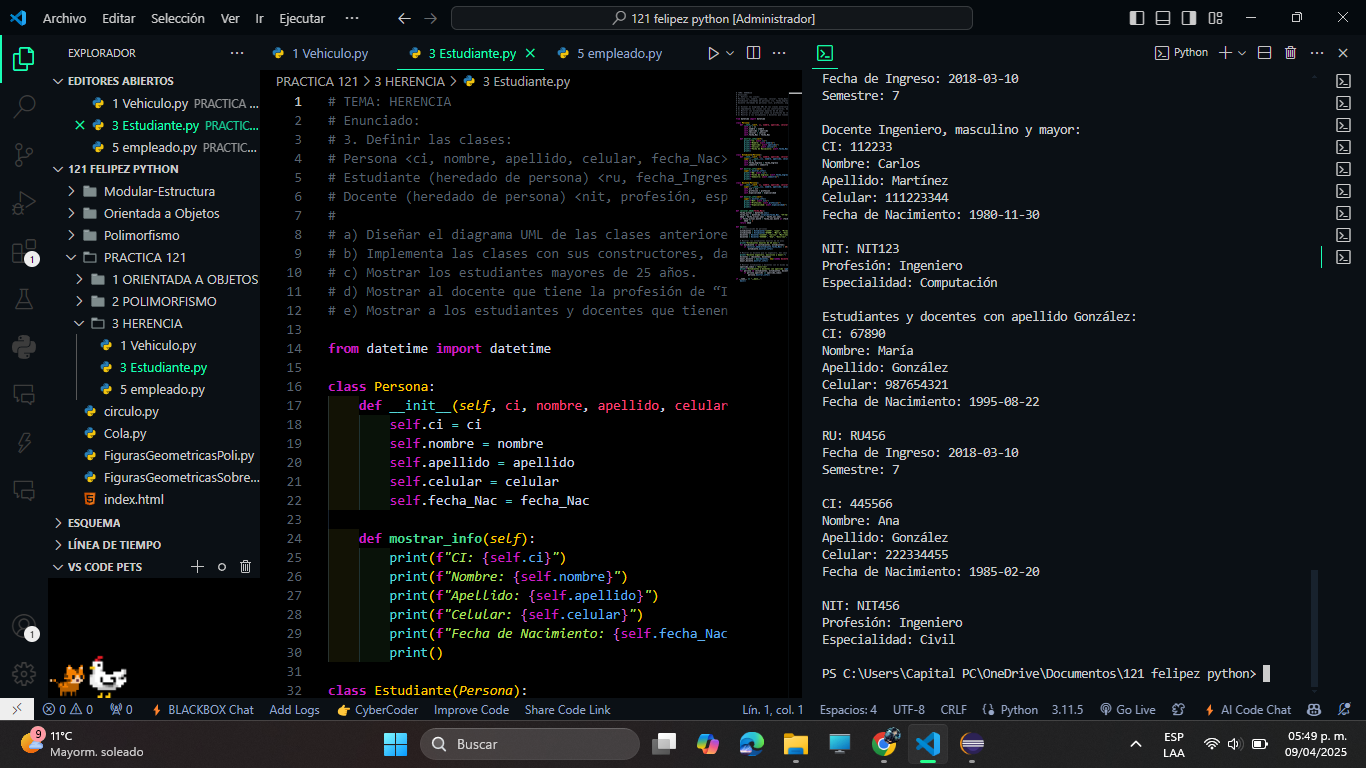 Archivo Editar Selección Ver Ir Ejecutar ···
121 felipez python [Administrador]
EXPLORADOR
EDITORES ABIERTOS
1 Vehiculo.py PRACTICA ...
3 Estudiante.py PRACTIC...
5 empleado.py PRACTIC...
121 FELIPEZ PYTHON
Modular-Estructura
Orientada a Objetos
Polimorfismo
PRACTICA 121
1 ORIENTADA A OBJETOS
2 POLIMORFISMO
3 HERENCIA
1 Vehiculo.py
3 Estudiante.py
5 empleado.py
circulo.py
Cola.py
FigurasGeometricasPoli.py
FigurasGeometricasSobre...
index.html
ESQUEMA
LÍNEA DE TIEMPO
VS CODE PETS
1
1
1 Vehiculo.py 3 Estudiante.py 5 empleado.py
PRACTICA 121 > 3 HERENCIA > 3 Estudiante.py
1 # TEMA: HERENCIA
2 # Enunciado:
3 # 3. Definir las clases:
4 # Persona <ci, nombre, apellido, celular, fecha_Nac>
5 # Estudiante (heredado de persona) <ru, fecha_Ingres
6 # Docente (heredado de persona) <nit, profesión, esp
7 #
8 # a) Diseñar el diagrama UML de las clases anteriore
9 # b) Implementa las clases con sus constructores, da
10 # c) Mostrar los estudiantes mayores de 25 años.
11 # d) Mostrar al docente que tiene la profesión de “I
12 # e) Mostrar a los estudiantes y docentes que tienen
13
14 from datetime import datetime
15
16 class Persona:
17 def __init__(self, ci, nombre, apellido, celular
18 self.ci = ci
19 self.nombre = nombre
20 self.apellido = apellido
21 self.celular = celular
22 self.fecha_Nac = fecha_Nac
23
24 def mostrar_info(self):
25 print(f"CI: {self.ci}")
26 print(f"Nombre: {self.nombre}")
27 print(f"Apellido: {self.apellido}")
28 print(f"Celular: {self.celular}")
29 print(f"Fecha de Nacimiento: {self.fecha_Nac
30 print()
31
32 class Estudiante(Persona):
Python
Fecha de Ingreso: 2018-03-10
Semestre: 7
Docente Ingeniero, masculino y mayor:
CI: 112233
Nombre: Carlos
Apellido: Martínez
Celular: 111223344
Fecha de Nacimiento: 1980-11-30
NIT: NIT123
Profesión: Ingeniero
Especialidad: Computación
Estudiantes y docentes con apellido González:
CI: 67890
Nombre: María
Apellido: González
Celular: 987654321
Fecha de Nacimiento: 1995-08-22
RU: RU456
Fecha de Ingreso: 2018-03-10
Semestre: 7
CI: 445566
Nombre: Ana
Apellido: González
Celular: 222334455
Fecha de Nacimiento: 1985-02-20
NIT: NIT456
Profesión: Ingeniero
Especialidad: Civil
PS C:\Users\Capital PC\OneDrive\Documentos\121 felipez python>
0 0 0 BLACKBOX Chat Add Logs CyberCoder Improve Code Share Code Link Lín. 1, col. 1 Espacios: 4 UTF-8 CRLF Python 3.11.5 Go Live AI Code Chat
9
11°C
Mayorm. soleado
Buscar
ESP
LAA
05:49 p. m.
09/04/2025